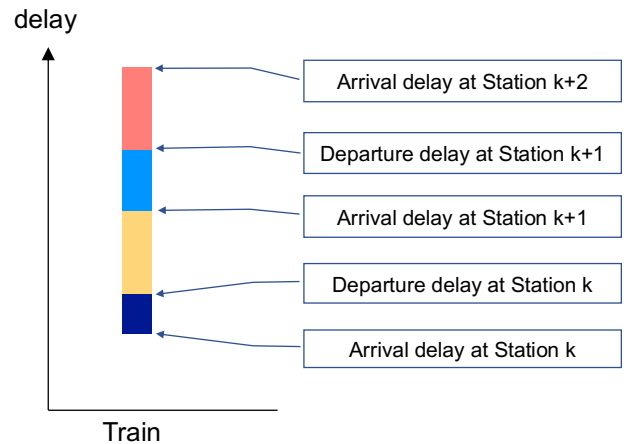 delay
Arrival delay at Station k+2
Departure delay at Station k+1
Arrival delay at Station k+1
Departure delay at Station k
Arrival delay at Station k
Train